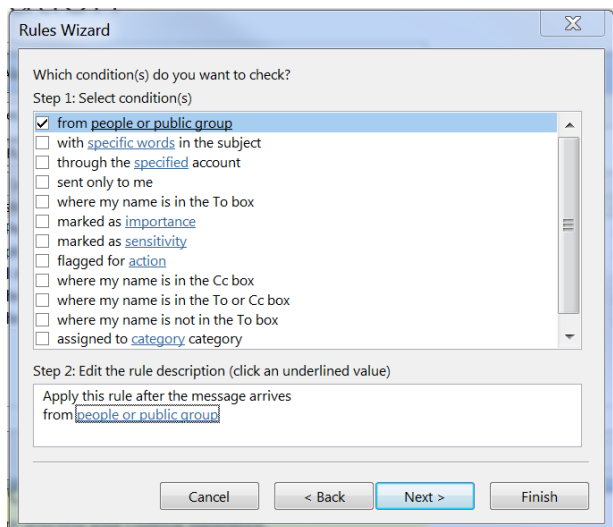 Rules Wizard
Which condition(s) do you want to check?
Step 1: Select condition(s)
from people or public group
with specific words in the subject
through the specified account
sent only to me
where my name is in the To box
marked as importance
marked as sensitivity
flagged for action
where my name is in the Cc box
where my name is in the To or Cc box
where my name is not in the To box
assigned to category category
Step 2: Edit the rule description (click an underlined value)
Apply this rule after the message arrives
from people or public group
Cancel < Back Next > Finish